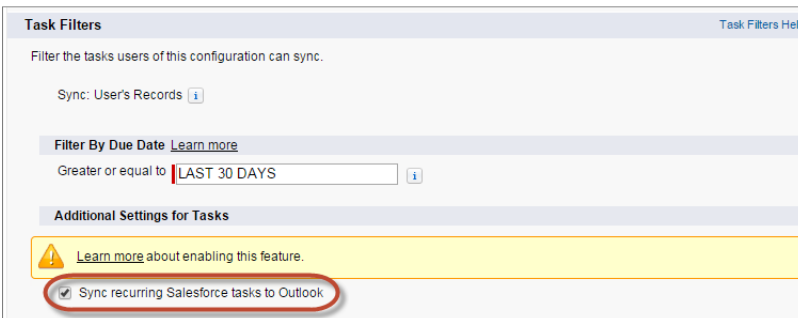 Task Filters
Task Filters Hel
Filter the tasks users of this configuration can sync.
Sync: User's Records i
Filter By Due Date Learn more
Greater or equal to LAST 30 DAYS i
Additional Settings for Tasks
Learn more about enabling this feature.
Sync recurring Salesforce tasks to Outlook